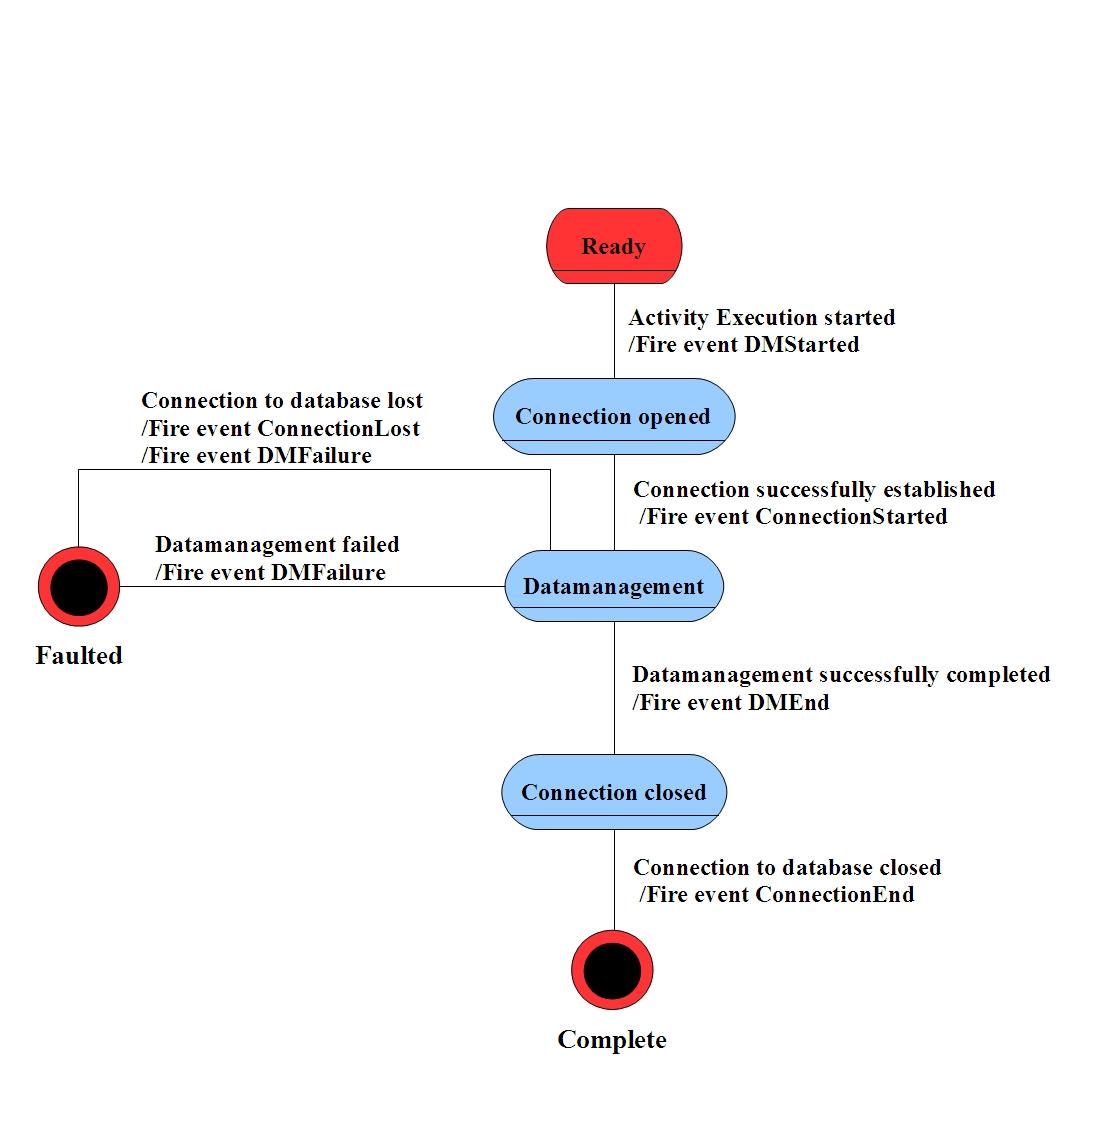 Ready
Activity Execution started
/Fire event DMStarted
Connection to database lost
/Fire event ConnectionLost
/Fire event DMFailure
Connection opened
Connection successfully established
/Fire event ConnectionStarted
Datamanagement failed
/Fire event DMFailure
Datamanagement
Faulted
Datamanagement successfully completed
/Fire event DMEnd
Connection closed
Connection to database closed
/Fire event ConnectionEnd
Complete